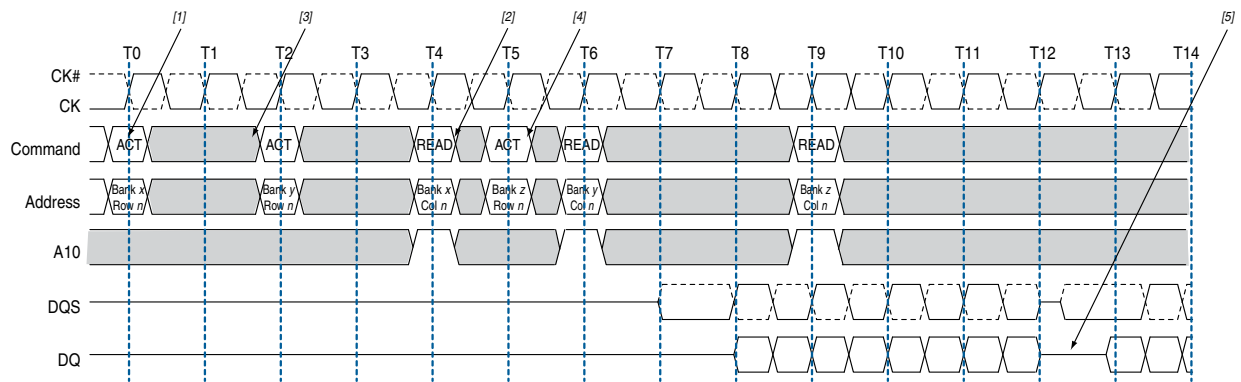 [1] [3] [2] [4] [5]
T0 T1 T2 T3 T4 T5 T6 T7 T8 T9 T10 T11 T12 T13 T14
CK#
CK
Command ACT ACT READ ACT READ READ
Bank x Bank y Bank x Bank z Bank y Bank z
Address
Row n Row n Col n Row n Col n Col n
A10
DQS
DQ